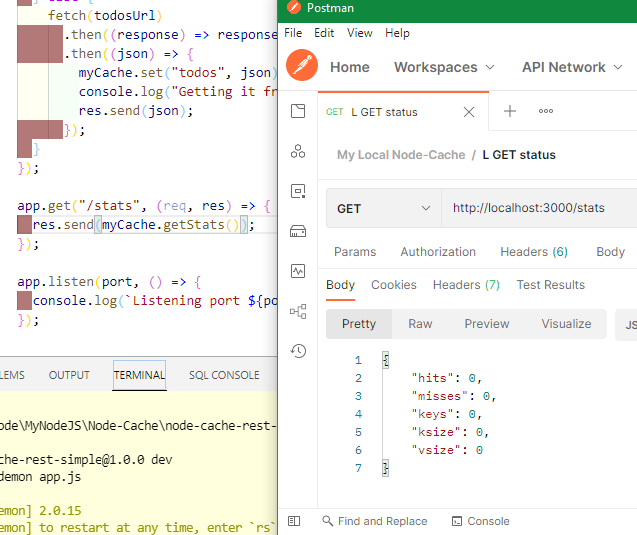 } else {
fetch(todosUrl)
.then((response) => response
.then((json) => {
myCache.set("todos", json)
console.log("Getting it fr
res.send(json);
});
}
});
app.get("/stats", (req, res) => {
res.send(myCache.getStats());
});
app.listen(port, () => {
console.log(`Listening port ${po
});
LEMS OUTPUT TERMINAL SQL CONSOLE
ode\MyNodeJS\Node-Cache\node-cache-rest-
che-rest-simple@1.0.0 dev
demon app.js
emon] 2.0.15
emon] to restart at any time, enter `rs`
Postman
File Edit View Help
Home Workspaces API Network
GET L GET status
My Local Node-Cache / L GET status
GET http://localhost:3000/stats
Params Authorization Headers (6) Body
Body Cookies Headers (7) Test Results
Pretty Raw Preview Visualize JS
1 {
2 "hits": 0,
3 "misses": 0,
4 "keys": 0,
5 "ksize": 0,
6 "vsize": 0
7 }
Find and Replace Console